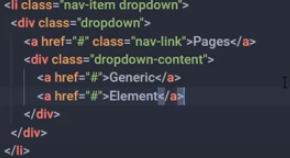 <li class="nav-item dropdown">
<div class="dropdown">
<a href="#" class="nav-link">Pages</a>
<div class="dropdown-content">
<a href="#">Generic</a>
<a href="#">Element</a>
</div>
</div>
</li>